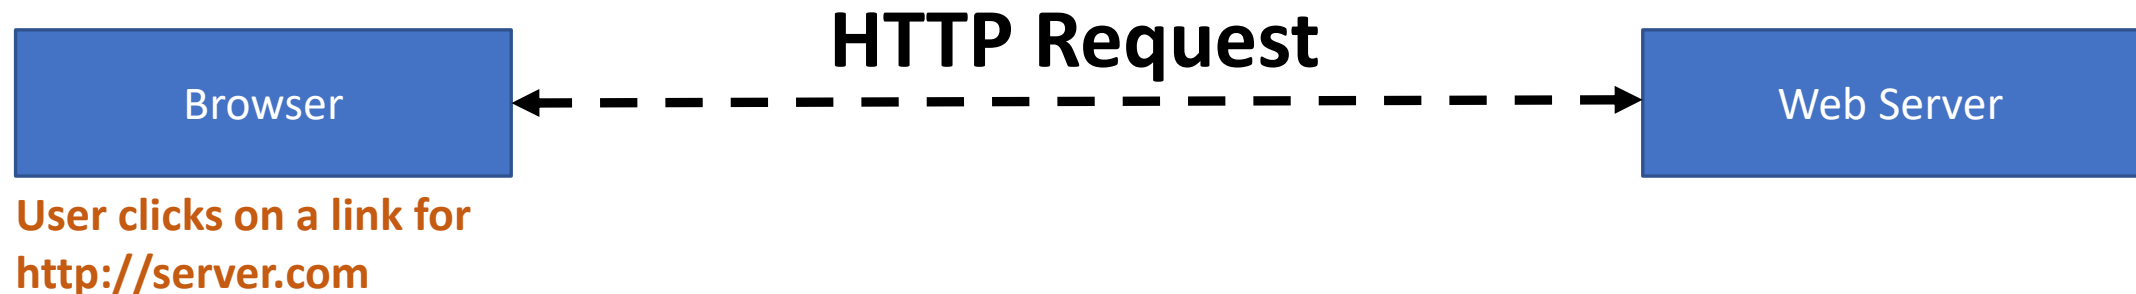 HTTP Request
Browser
Web Server
User clicks on a link for
http://server.com